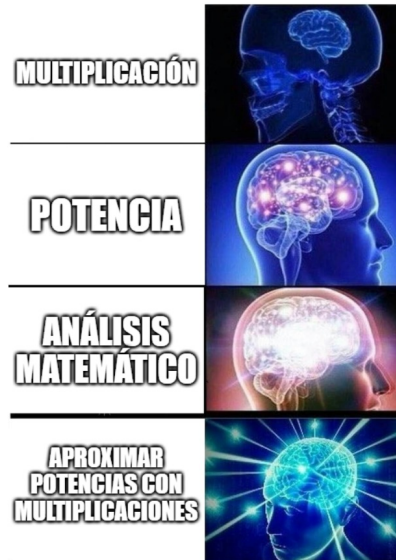 MULTIPLICACIÓN
POTENCIA
ANÁLISIS
MATEMÁTICO
APROXIMAR
POTENCIAS CON
MULTIPLICACIONES